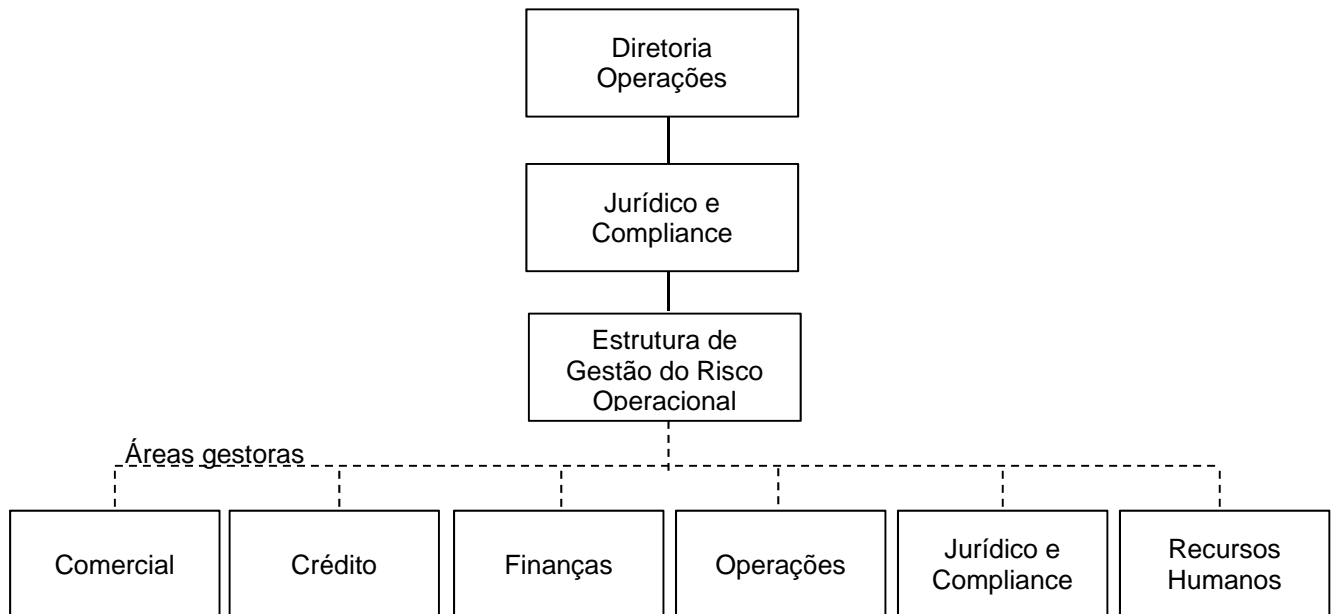 Diretoria
Operações
Jurídico e
Compliance
Estrutura de
Gestão do Risco
Operacional
Áreas gestoras
Comercial
Crédito
Finanças
Operações
Jurídico e
Compliance
Recursos
Humanos